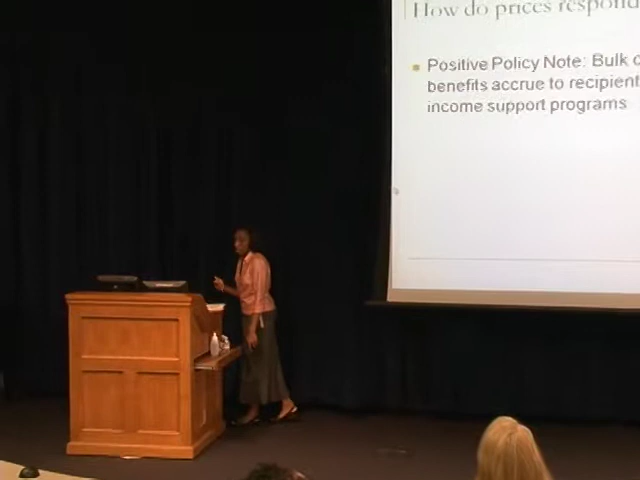 How do prices respond
Positive Policy Note: Bulk
benefits accrue to recipient
income support programs